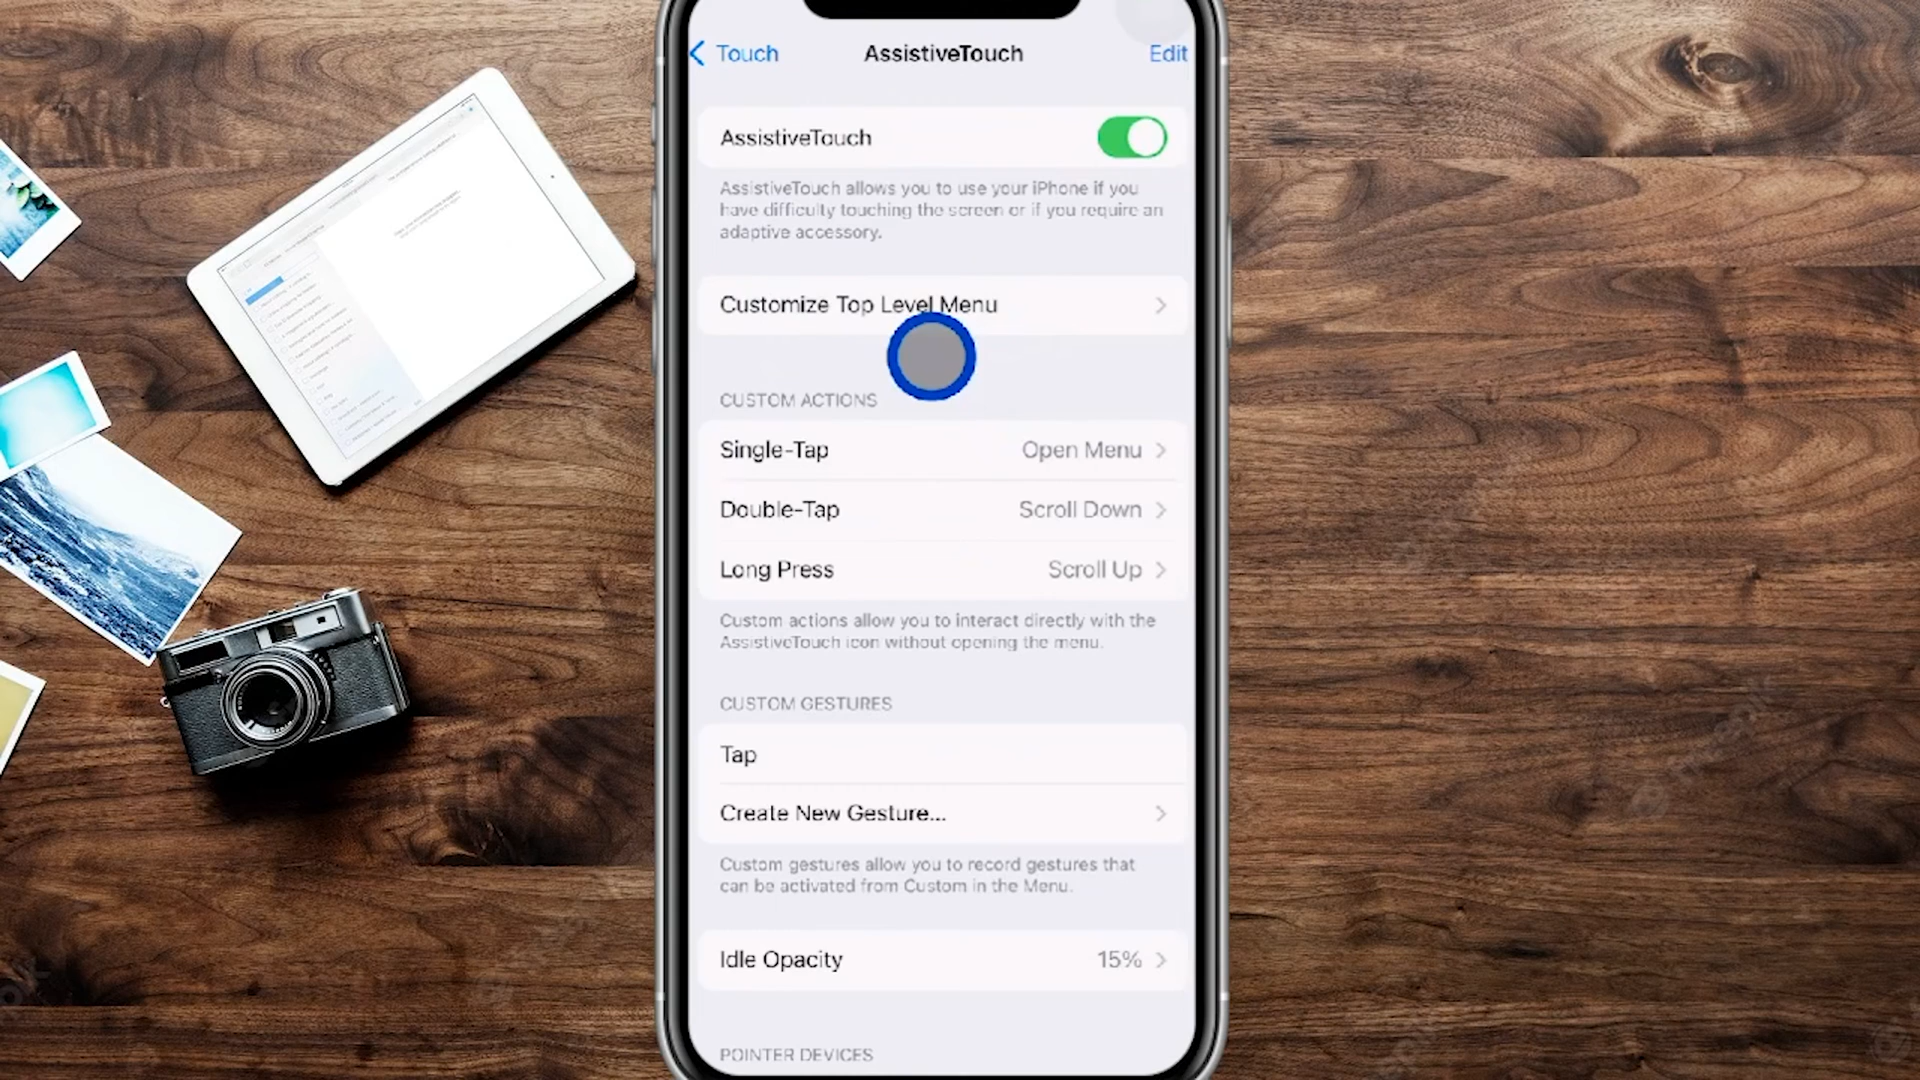 Touch
AssistiveTouch
Edit
AssistiveTouch
AssistiveTouch allows you to use your iPhone if you
have difficulty touching the screen or if you require an
adaptive accessory.
Customize Top Level Menu
CUSTOM ACTIONS
Single-Tap
Open Menu
Double-Tap
Scroll Down
Long Press
Scroll Up
Custom actions allow you to interact directly with the
AssistiveTouch icon without opening the menu.
CUSTOM GESTURES
Tap
Create New Gesture...
Custom gestures allow you to record gestures that
can be activated from Custom in the Menu.
Idle Opacity
15%
POINTER DEVICES